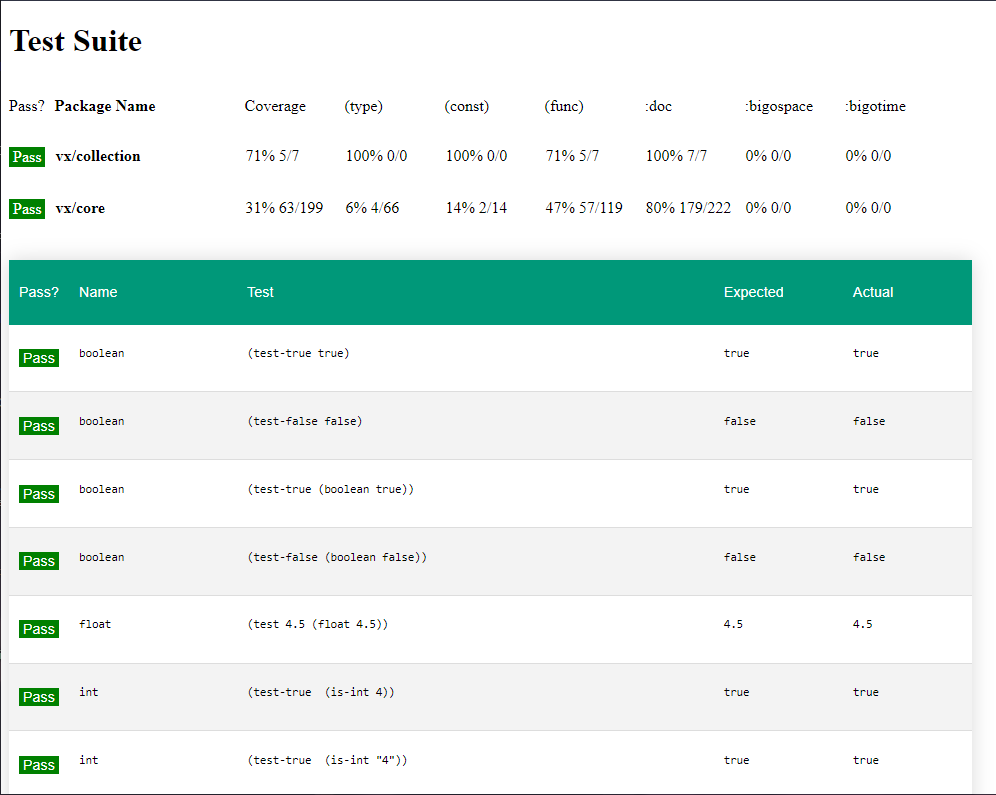 Test Suite
Pass? Package Name Coverage (type) (const) (func) :doc :bigospace :bigotime
Pass vx/collection 71% 5/7 100% 0/0 100% 0/0 71% 5/7 100% 7/7 0% 0/0 0% 0/0
Pass vx/core 31% 63/199 6% 4/66 14% 2/14 47% 57/119 80% 179/222 0% 0/0 0% 0/0
Pass? Name Test Expected Actual
Pass boolean (test-true true) true true
Pass boolean (test-false false) false false
Pass boolean (test-true (boolean true)) true true
Pass boolean (test-false (boolean false)) false false
Pass float (test 4.5 (float 4.5)) 4.5 4.5
Pass int (test-true  (is-int 4)) true true
Pass int (test-true  (is-int "4")) true true